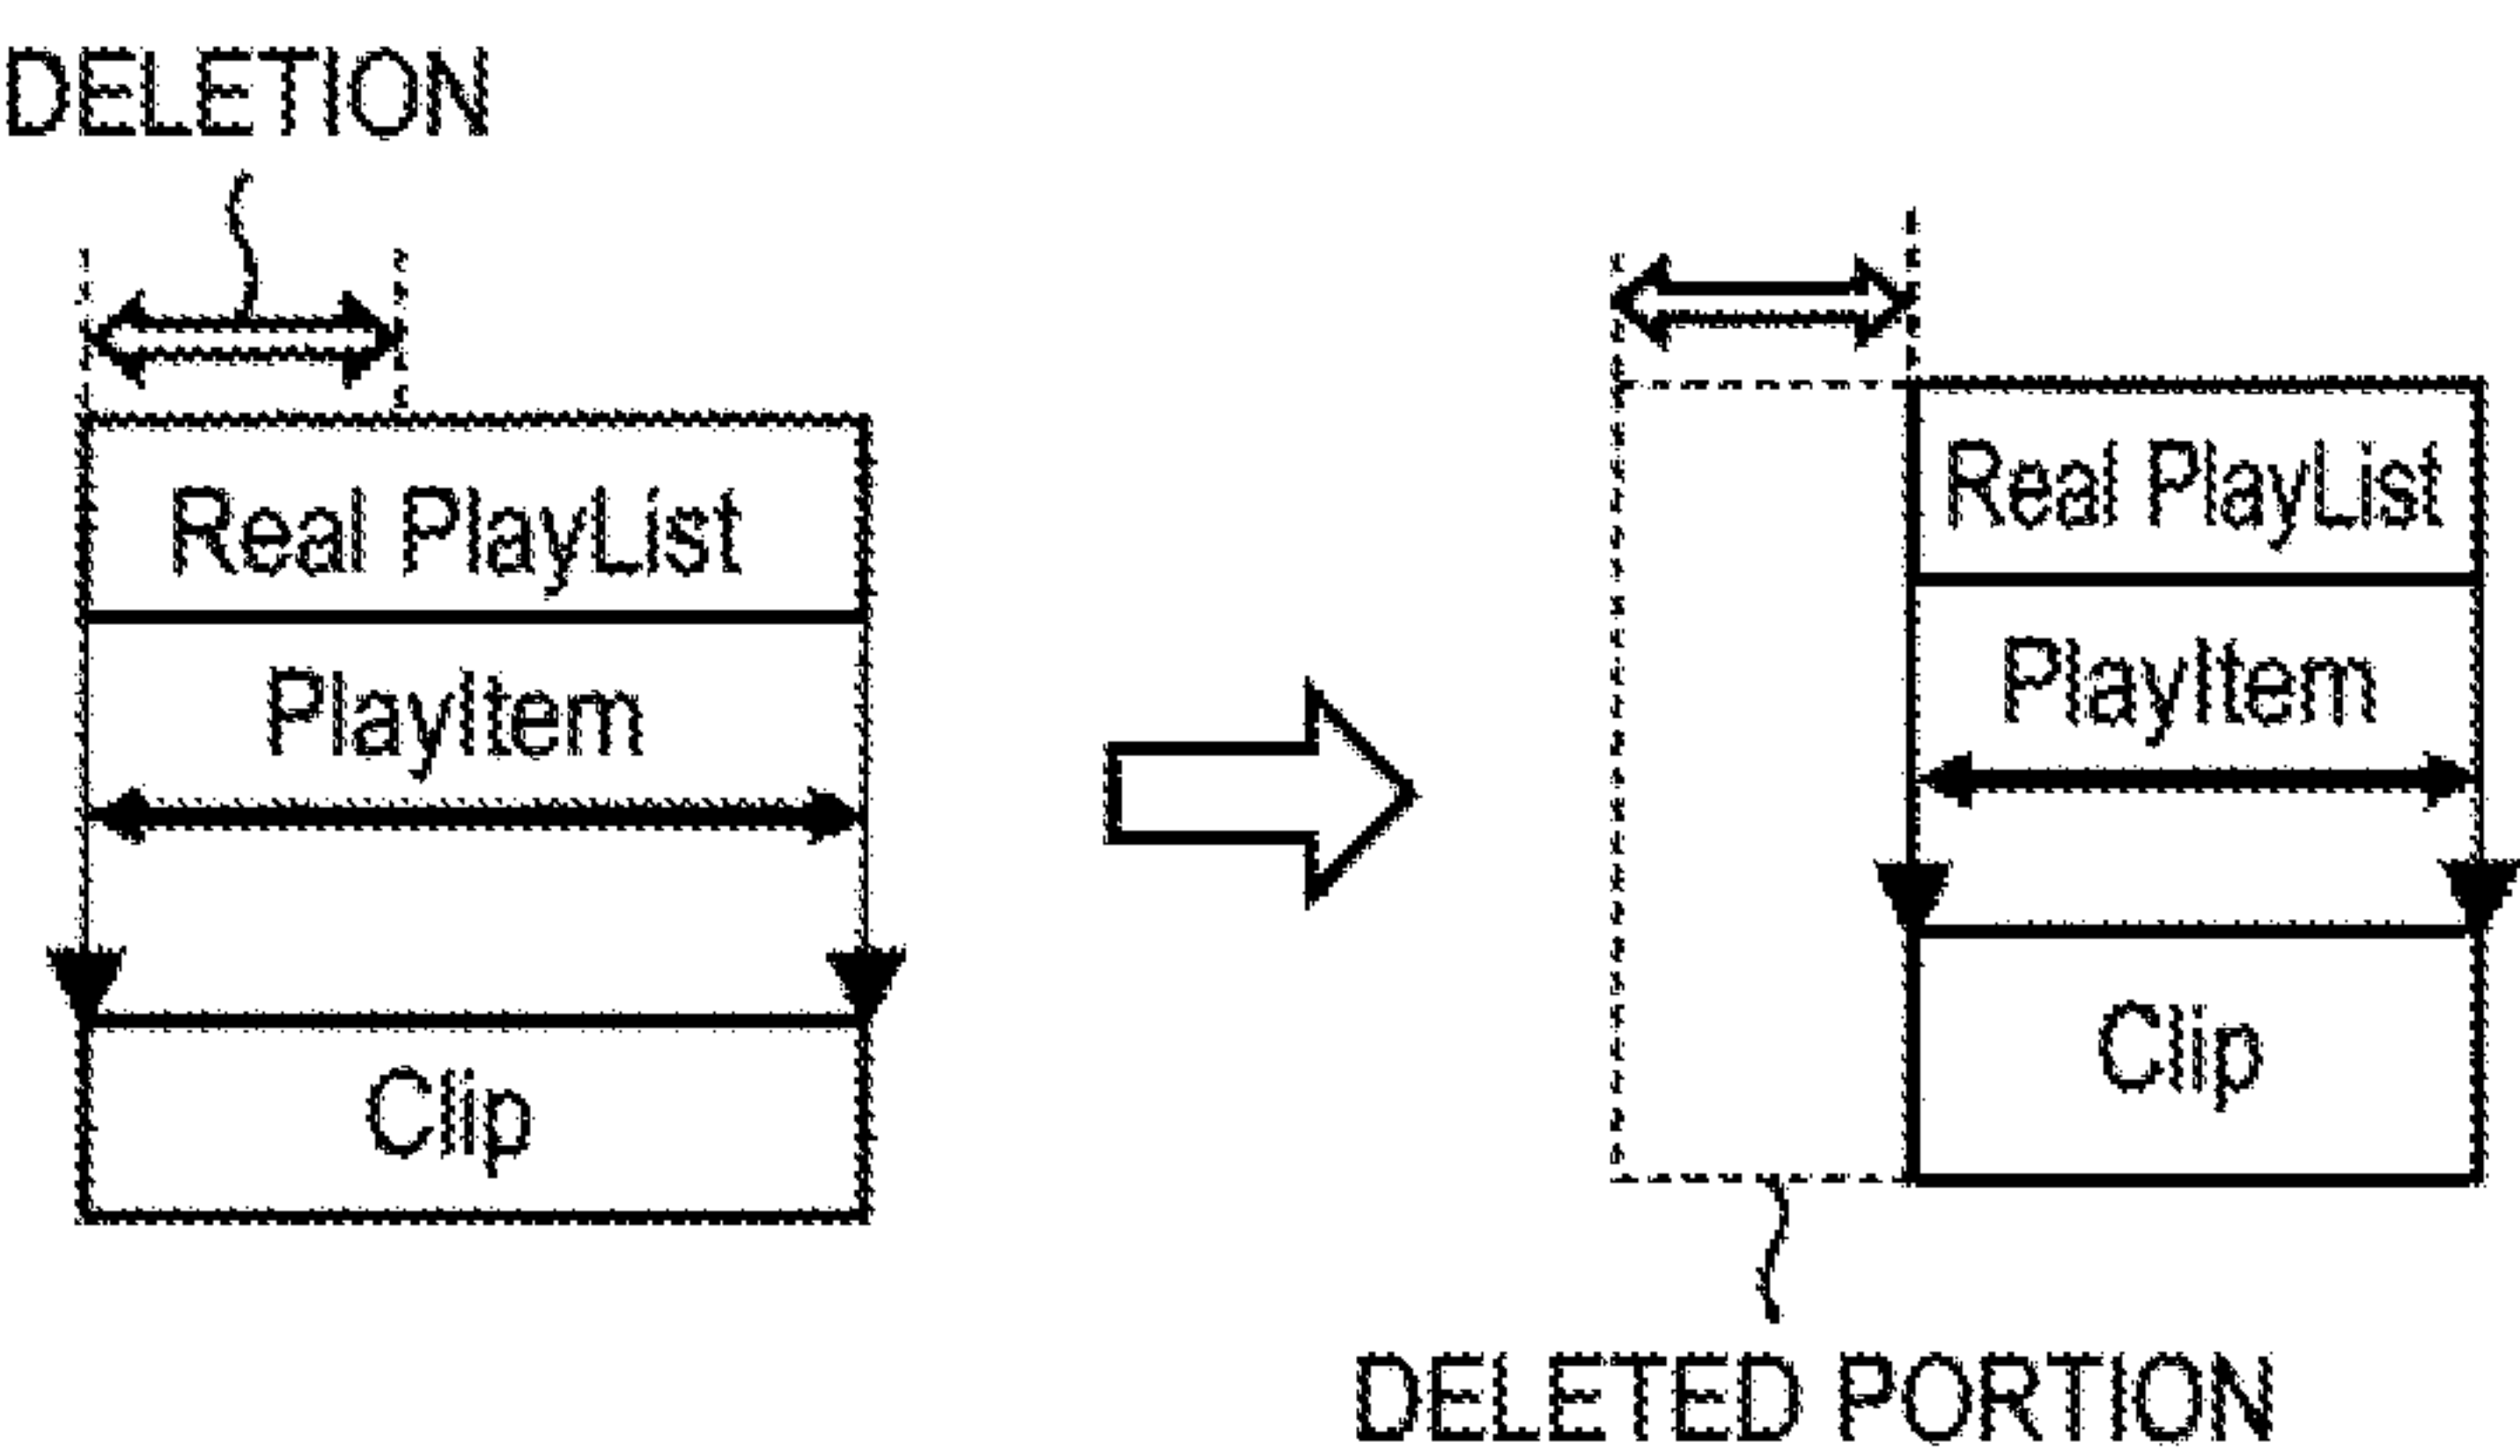 DELETION
Real PlayList
PlayItem
Clip
Real PlayList
PlayItem
Clip
DELETED PORTION